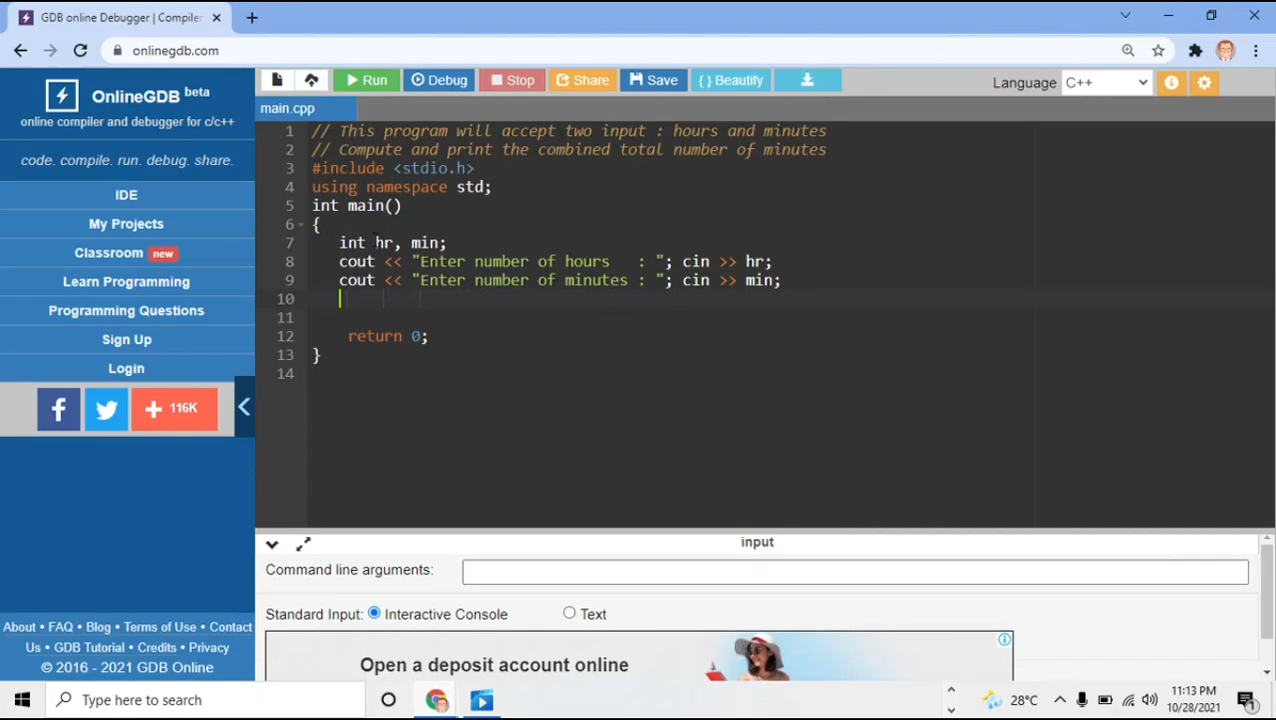 GDB online Debugger | Compiler
onlinegdb.com
OnlineGDB beta
online compiler and debugger for c/c++
code. compile. run. debug. share.
IDE
My Projects
Classroom new
Learn Programming
Programming Questions
Sign Up
Login
116K
About • FAQ • Blog • Terms of Use • Contact
Us • GDB Tutorial • Credits • Privacy
© 2016 - 2021 GDB Online
Run Debug Stop Share Save { } Beautify
Language C++
main.cpp
1 // This program will accept two input : hours and minutes
2 // Compute and print the combined total number of minutes
3 #include <stdio.h>
4 using namespace std;
5 int main()
6 {
7 int hr, min;
8 cout << "Enter number of hours   : "; cin >> hr;
9 cout << "Enter number of minutes : "; cin >> min;
10
11
12 return 0;
13 }
14
input
Command line arguments:
Standard Input: Interactive Console Text
Open a deposit account online
Type here to search
28°C
11:13 PM
10/28/2021
1